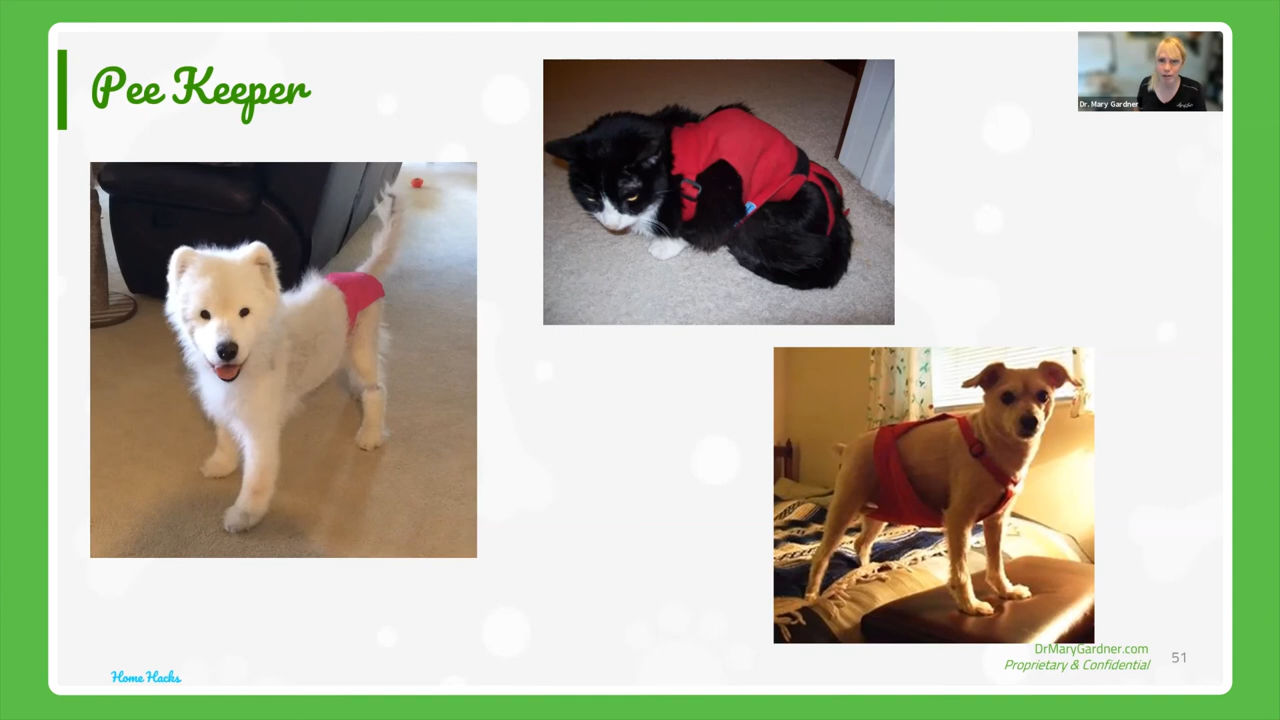 Pee Keeper
Dr. Mary Gardner
DrMaryGardner.com
Proprietary & Confidential
51
Home Hacks